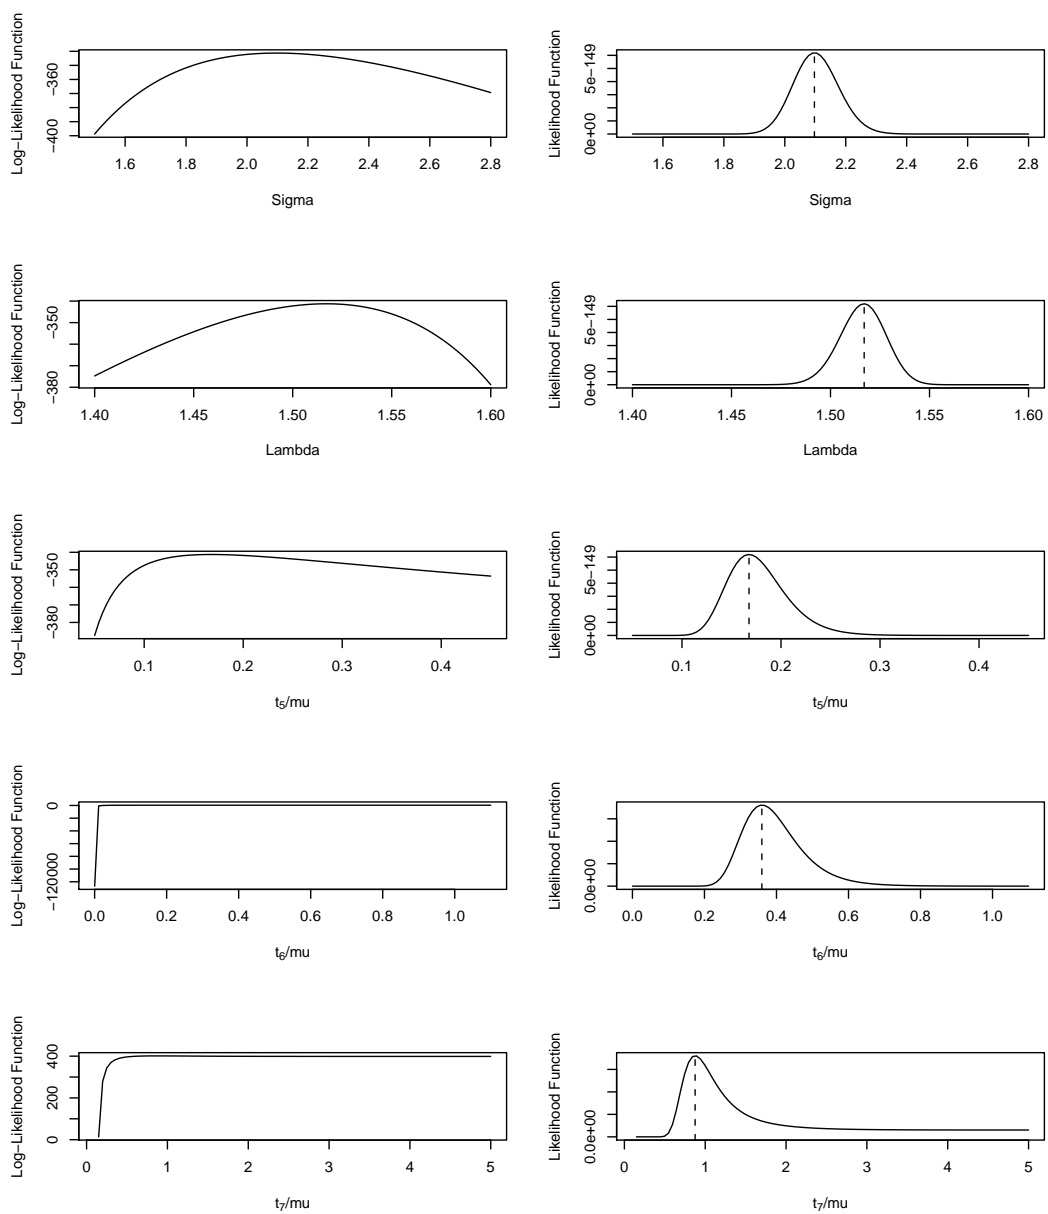 Log−Likelihood Function
−400
−360
1.6 1.8 2.0 2.2 2.4 2.6 2.8
Sigma
Likelihood Function
0e+00
5e−149
1.6 1.8 2.0 2.2 2.4 2.6 2.8
Sigma
Log−Likelihood Function
−380
−350
1.40 1.45 1.50 1.55 1.60
Lambda
Likelihood Function
0e+00
5e−149
1.40 1.45 1.50 1.55 1.60
Lambda
Log−Likelihood Function
−380
−350
0.1 0.2 0.3 0.4
t₅/mu
Likelihood Function
0e+00
5e−149
0.1 0.2 0.3 0.4
t₅/mu
Log−Likelihood Function
−120000
0
0.0 0.2 0.4 0.6 0.8 1.0
t₆/mu
Likelihood Function
0.0e+00
0.0 0.2 0.4 0.6 0.8 1.0
t₆/mu
Log−Likelihood Function
0
200
400
0 1 2 3 4 5
t₇/mu
Likelihood Function
0.0e+00
0 1 2 3 4 5
t₇/mu